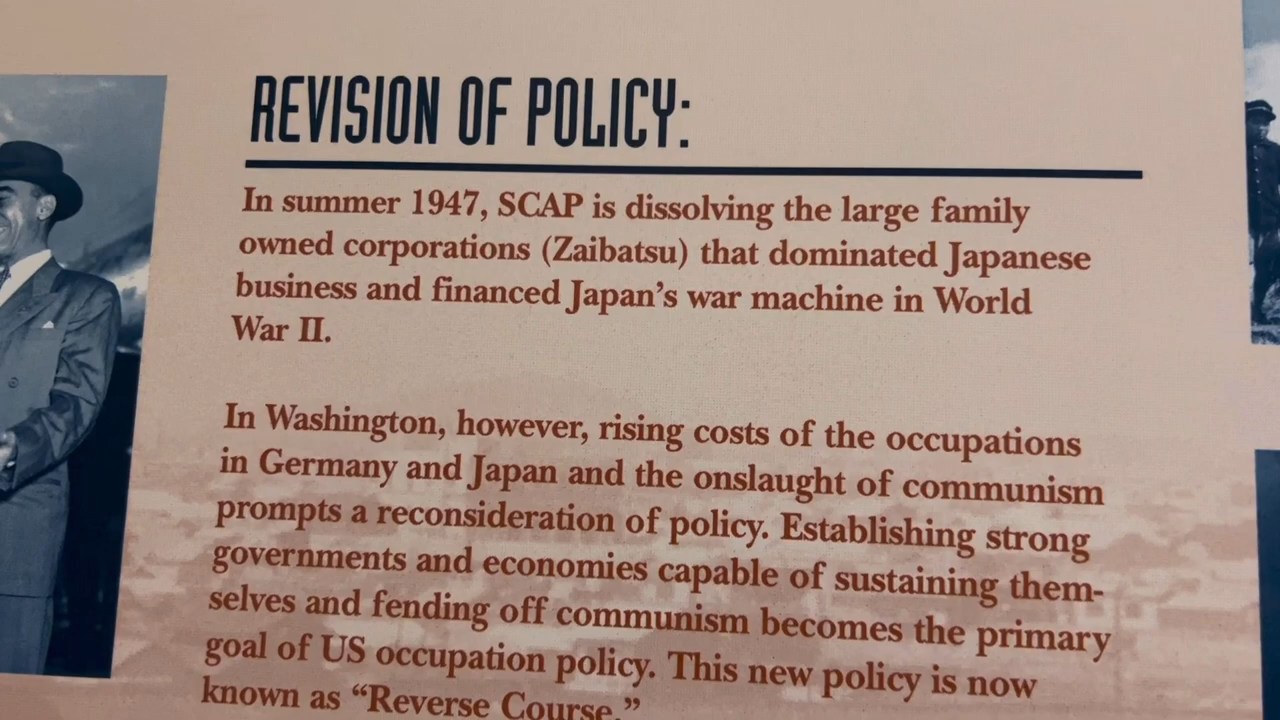 REVISION OF POLICY:
In summer 1947, SCAP is dissolving the large family
owned corporations (Zaibatsu) that dominated Japanese
business and financed Japan's war machine in World
War II.
In Washington, however, rising costs of the occupations
in Germany and Japan and the onslaught of communism
prompts a reconsideration of policy. Establishing strong
governments and economies capable of sustaining them-
selves and fending off communism becomes the primary
goal of US occupation policy. This new policy is now
known as “Reverse Course.”